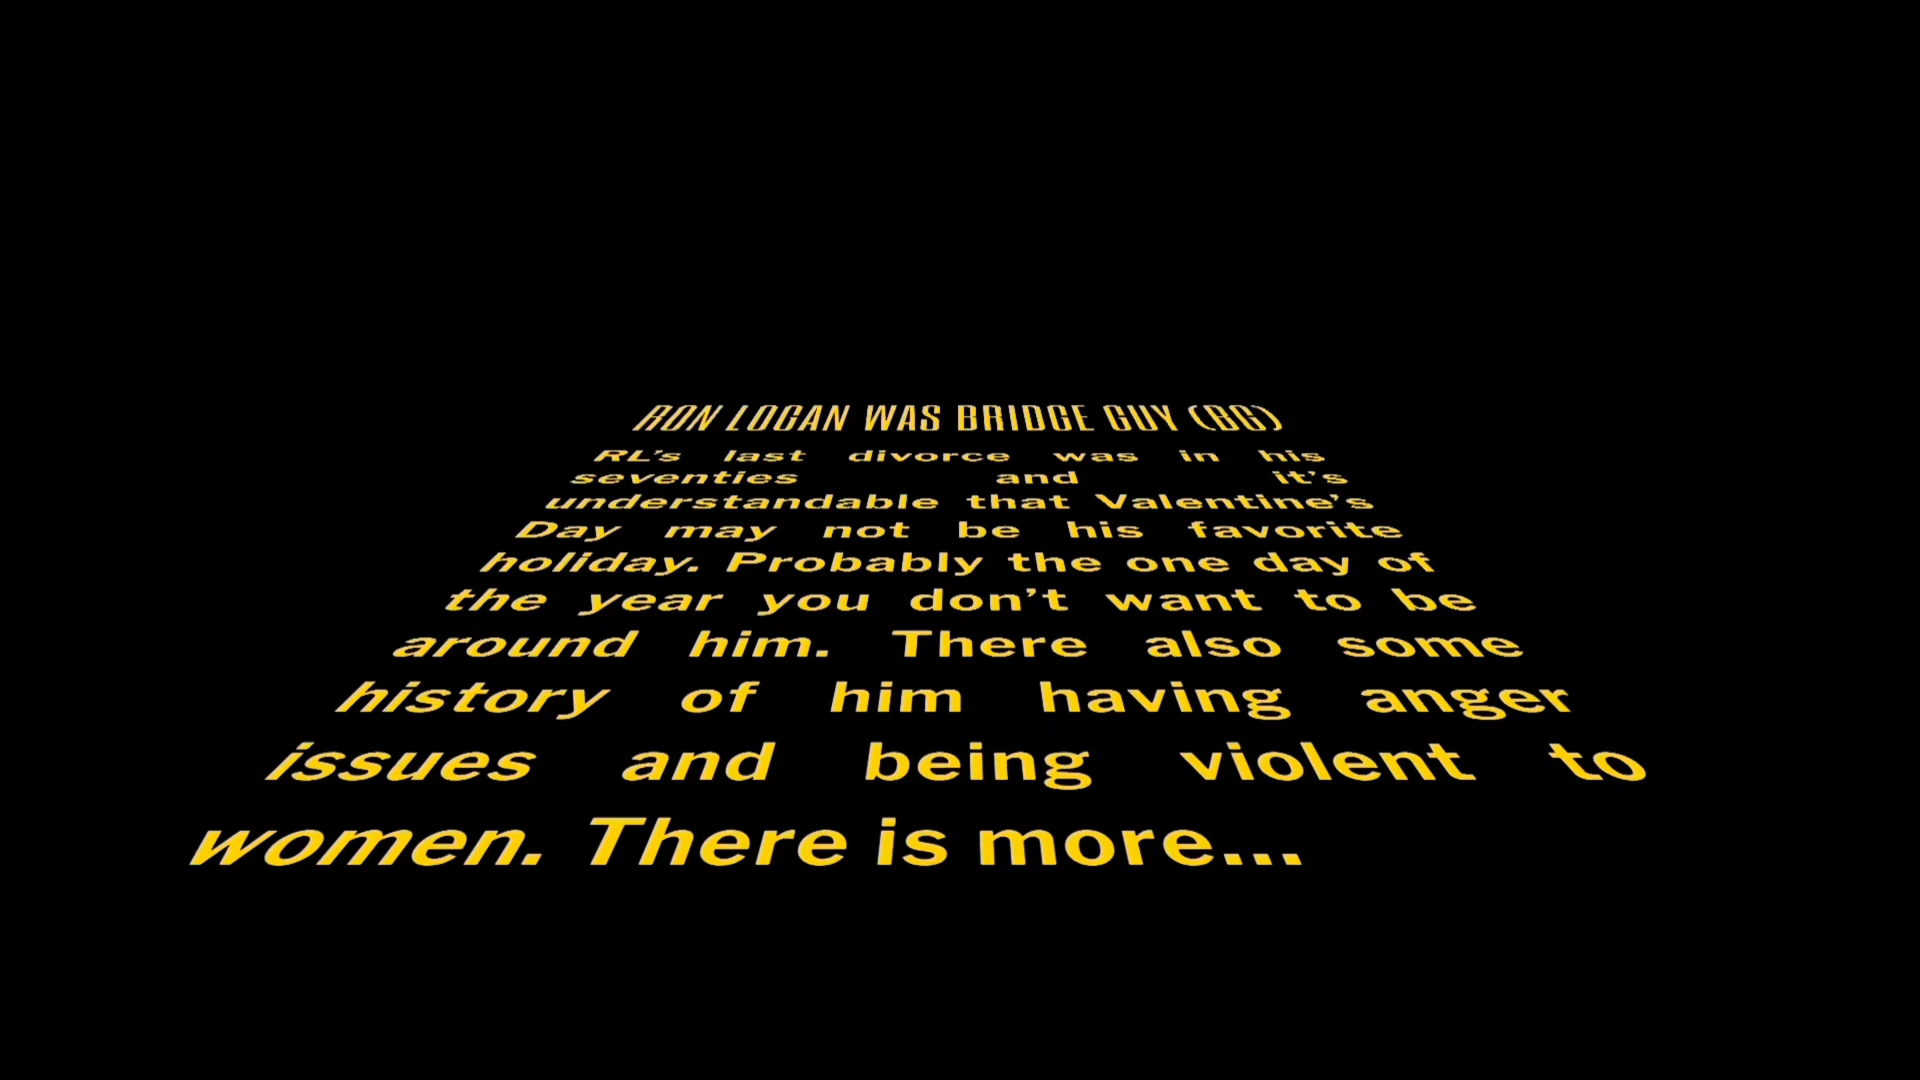 RON LOGAN WAS BRIDGE GUY (BG)
RL’s last divorce was in his
seventies and it’s
understandable that Valentine’s
Day may not be his favorite
holiday. Probably the one day of
the year you don’t want to be
around him. There also some
history of him having anger
issues and being violent to
women. There is more...